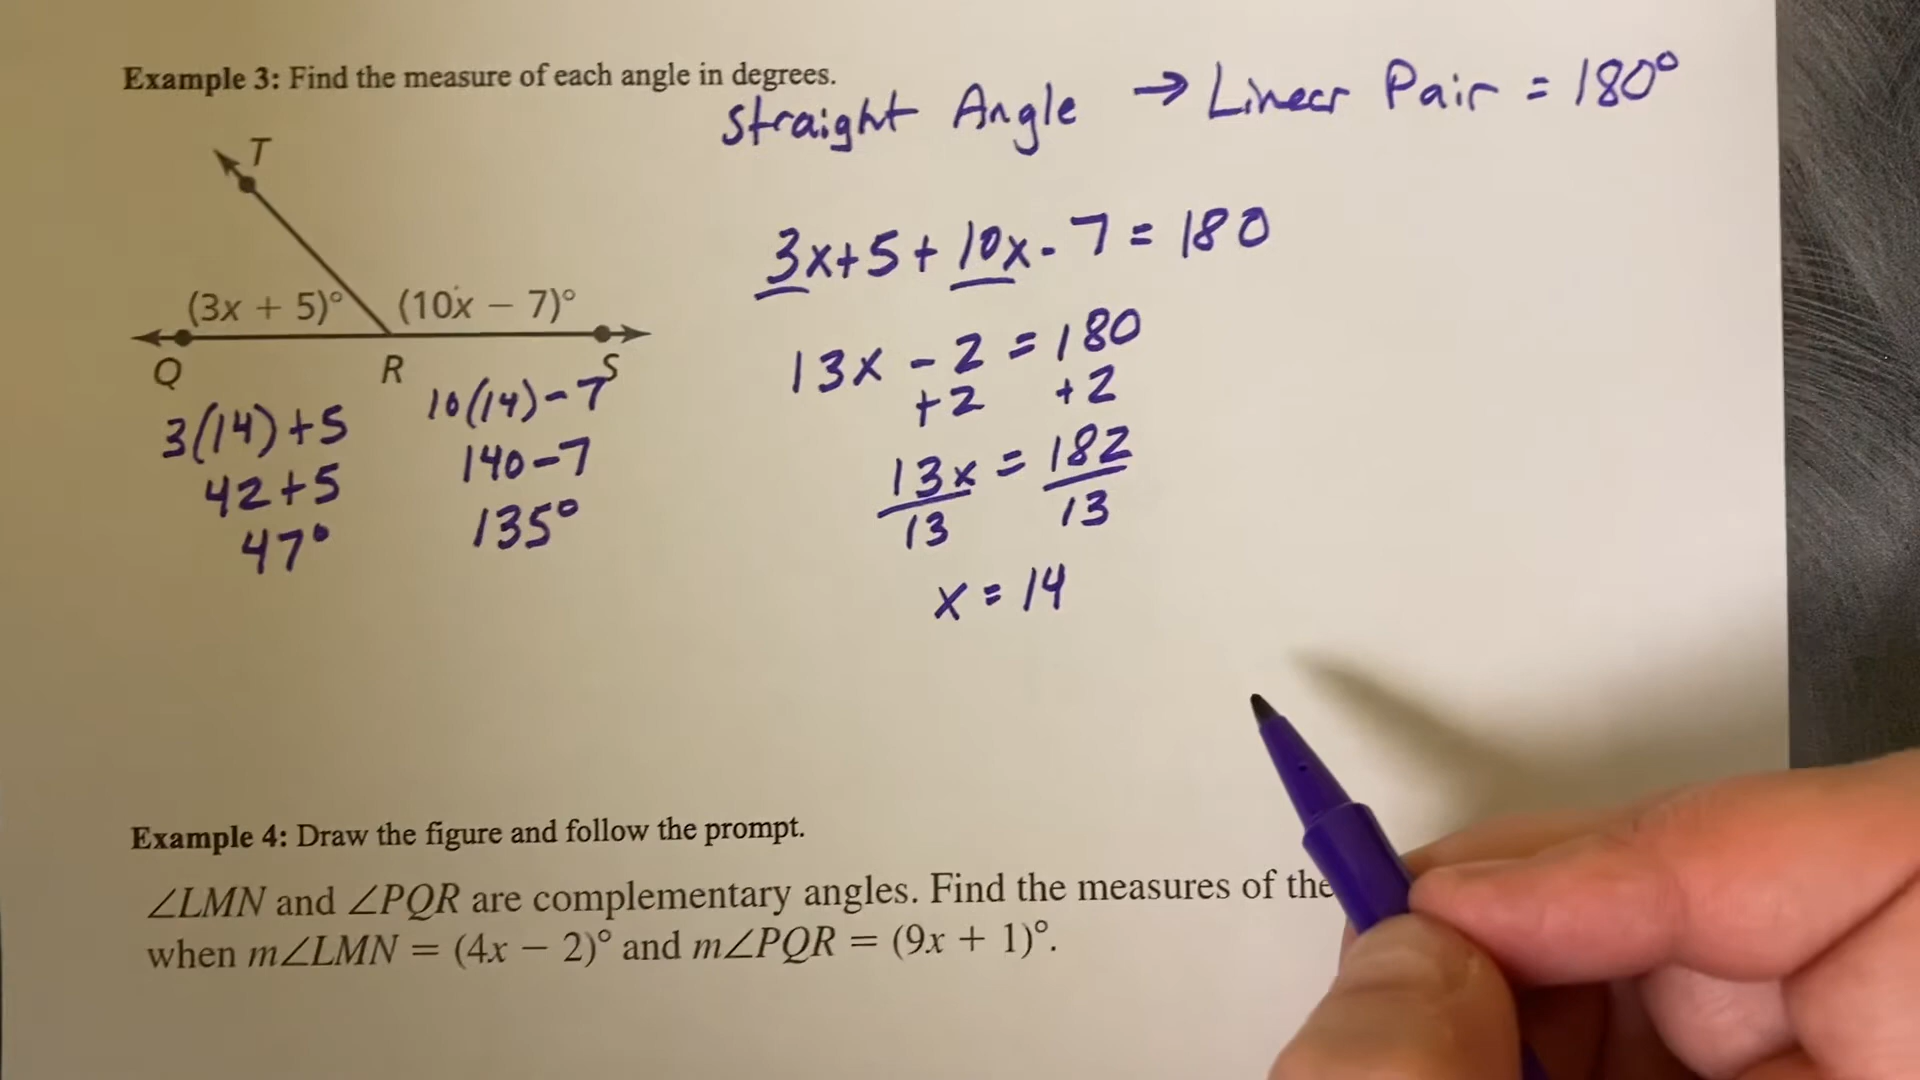 Example 3: Find the measure of each angle in degrees.
Straight Angle → Linear Pair = 180°
T
(3x + 5)° (10x – 7)°
Q R S
3(14)+5
42+5
47°
10(14)-7
140-7
135°
3x+5+10x-7=180
13x - 2 = 180
+2 +2
13x = 182
13 13
x = 14
Example 4: Draw the figure and follow the prompt.
∠LMN and ∠PQR are complementary angles. Find the measures of the
when m∠LMN = (4x – 2)° and m∠PQR = (9x + 1)°.